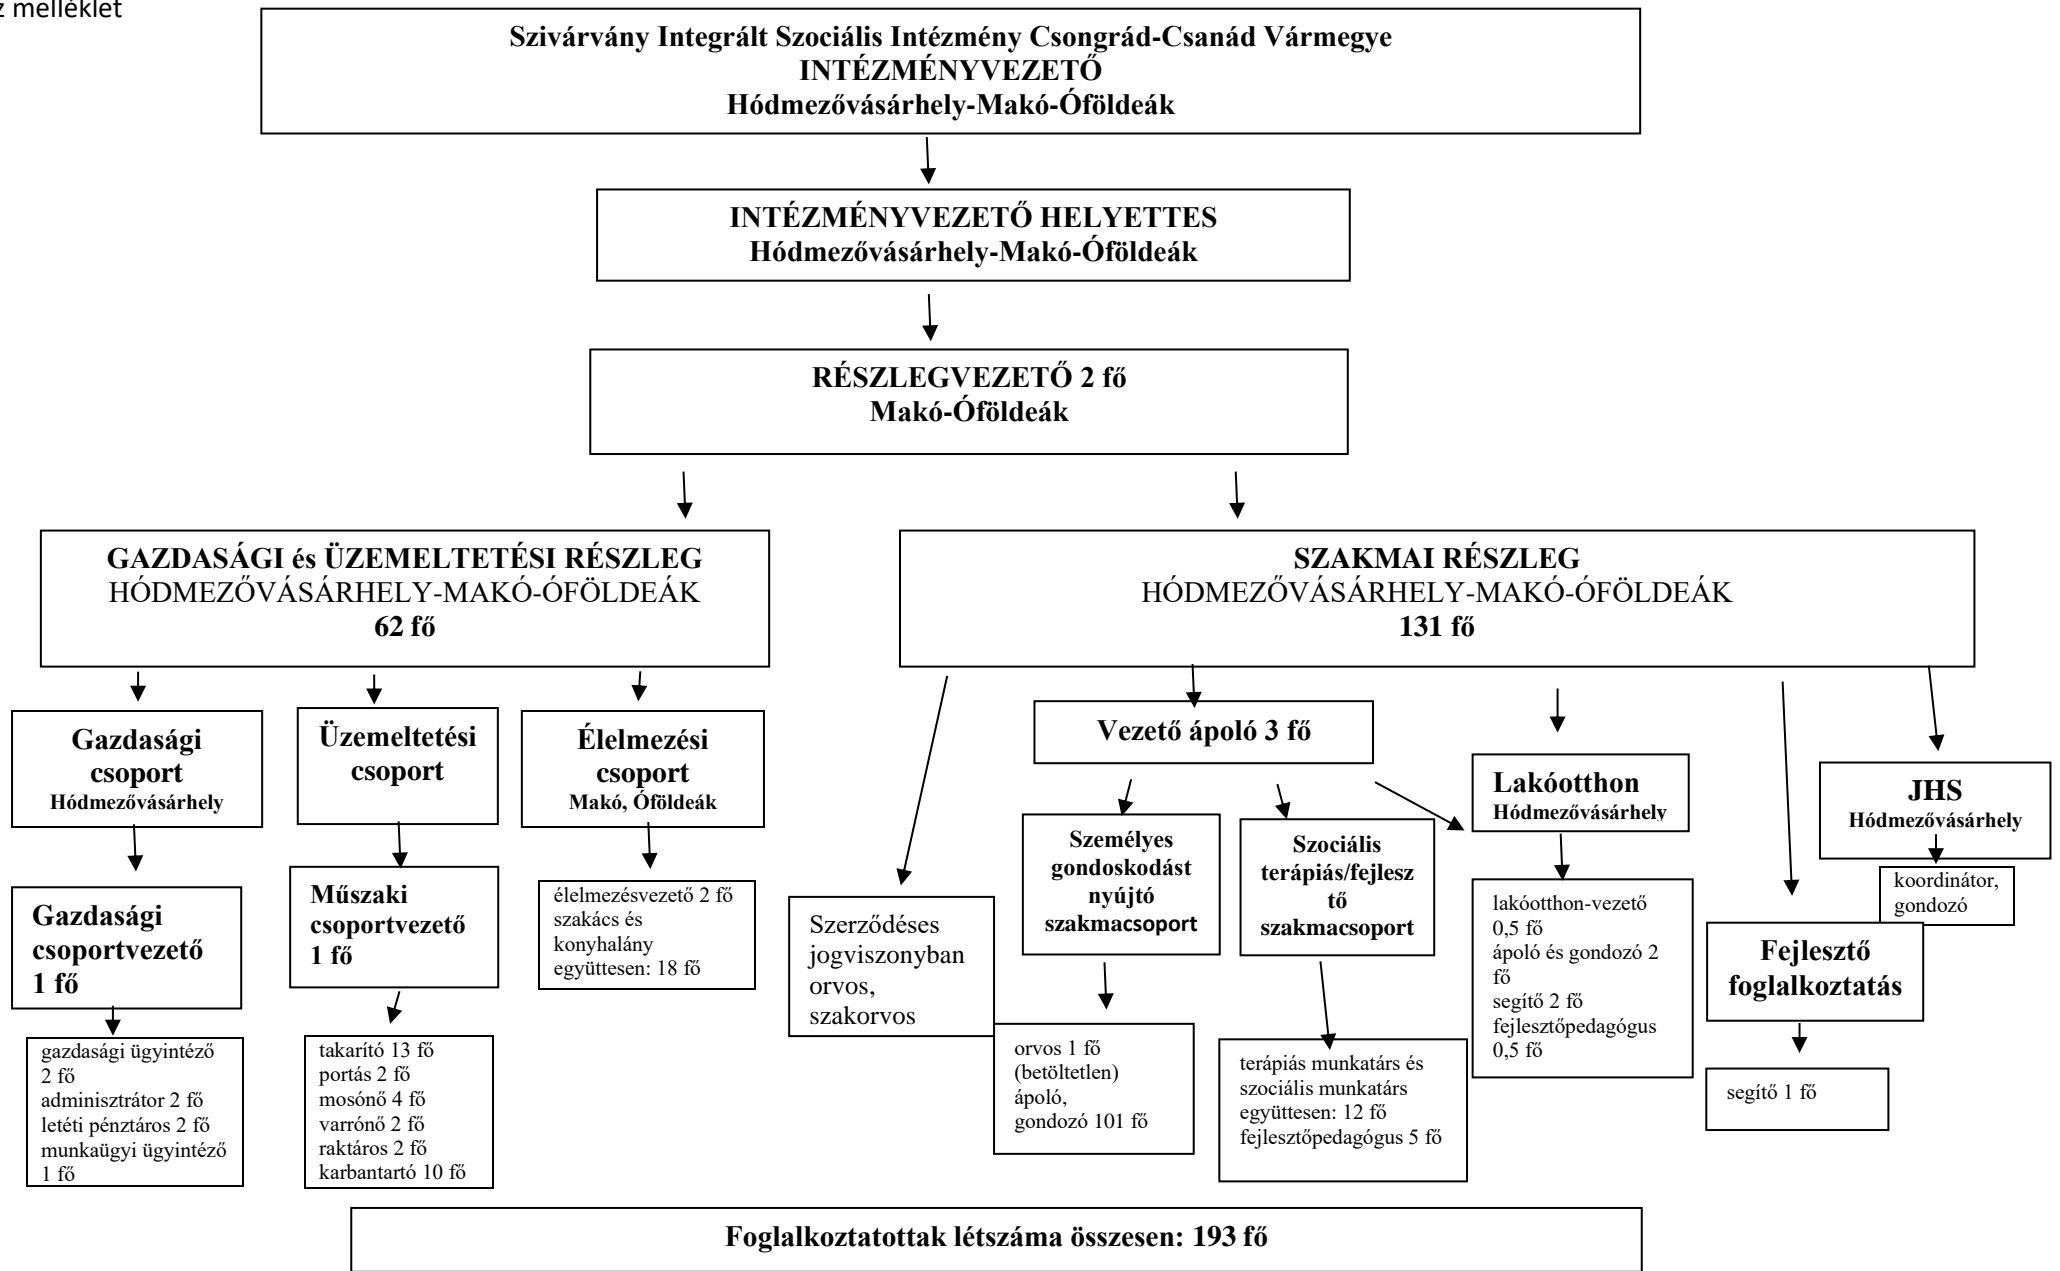 z melléklet
Szivárvány Integrált Szociális Intézmény Csongrád-Csanád Vármegye
INTÉZMÉNYVEZETŐ
Hódmezővásárhely-Makó-Óföldeák
INTÉZMÉNYVEZETŐ HELYETTES
Hódmezővásárhely-Makó-Óföldeák
RÉSZLEGVEZETŐ 2 fő
Makó-Óföldeák
GAZDASÁGI és ÜZEMELTETÉSI RÉSZLEG
HÓDMEZŐVÁSÁRHELY-MAKÓ-ÓFÖLDEÁK
62 fő
SZAKMAI RÉSZLEG
HÓDMEZŐVÁSÁRHELY-MAKÓ-ÓFÖLDEÁK
131 fő
Gazdasági
csoport
Hódmezővásárhely
Üzemeltetési
csoport
Élelmezési
csoport
Makó, Óföldeák
Vezető ápoló 3 fő
Lakóotthon
Hódmezővásárhely
JHS
Hódmezővásárhely
Gazdasági
csoportvezető
1 fő
Műszaki
csoportvezető
1 fő
élelmezésvezető 2 fő
szakács és
konyhalány
együttesen: 18 fő
Szerződéses
jogviszonyban
orvos,
szakorvos
Személyes
gondoskodást
nyújtó
szakmacsoport
Szociális
terápiás/fejlesz
tő
szakmacsoport
lakóotthon-vezető
0,5 fő
ápoló és gondozó 2
fő
segítő 2 fő
fejlesztőpedagógus
0,5 fő
koordinátor,
gondozó
Fejlesztő
foglalkoztatás
gazdasági ügyintéző
2 fő
adminisztrátor 2 fő
letéti pénztáros 2 fő
munkaügyi ügyintéző
1 fő
takarító 13 fő
portás 2 fő
mosónő 4 fő
varrónő 2 fő
raktáros 2 fő
karbantartó 10 fő
orvos 1 fő
(betöltetlen)
ápoló,
gondozó 101 fő
terápiás munkatárs és
szociális munkatárs
együttesen: 12 fő
fejlesztőpedagógus 5 fő
segítő 1 fő
Foglalkoztatottak létszáma összesen: 193 fő